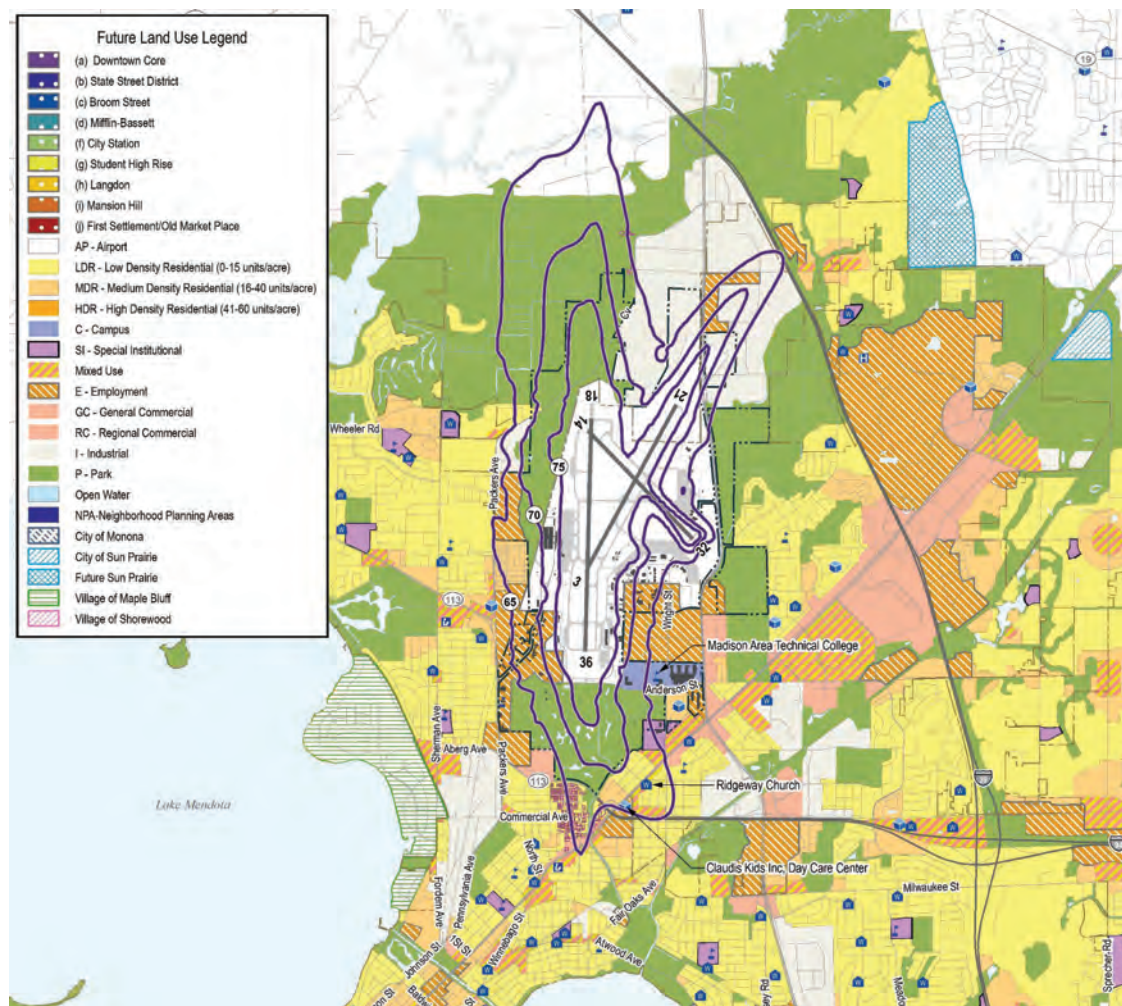 Future Land Use Legend
(a) Downtown Core
(b) State Street District
(c) Broom Street
(d) Mifflin-Bassett
(f) City Station
(g) Student High Rise
(h) Langdon
(i) Mansion Hill
(j) First Settlement/Old Market Place
AP - Airport
LDR - Low Density Residential (0-15 units/acre)
MDR - Medium Density Residential (16-40 units/acre)
HDR - High Density Residential (41-60 units/acre)
C - Campus
SI - Special Institutional
Mixed Use
E - Employment
GC - General Commercial
RC - Regional Commercial
I - Industrial
P - Park
Open Water
NPA-Neighborhood Planning Areas
City of Monona
City of Sun Prairie
Future Sun Prairie
Village of Maple Bluff
Village of Shorewood
19
CV
H
18
21
14
Wheeler Rd
Packers Ave
75
70
32
3
Wright St
113
65
36
Madison Area Technical College
Anderson St
Sherman Ave
Aberg Ave
Packers Ave
113
Ridgeway Church
Lake Mendota
Commercial Ave
North St
Claudis Kids Inc, Day Care Center
Fordem Ave
Pennsylvania Ave
Milwaukee St
Fair Oaks Ave
Winnebago St
1St St
Johnson St
Atwood Ave
Sprecher Rd